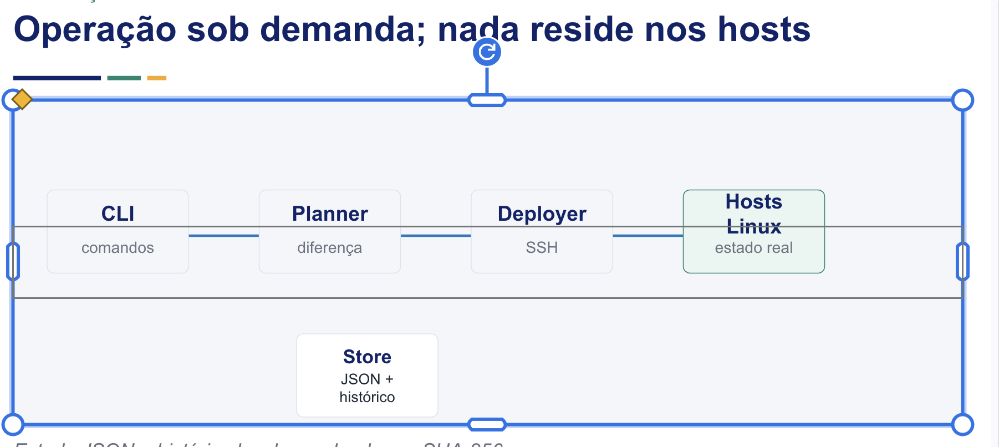 Operação sob demanda; nada reside nos hosts
CLI
comandos
Planner
diferença
Deployer
SSH
Hosts
Linux
estado real
Store
JSON +
histórico